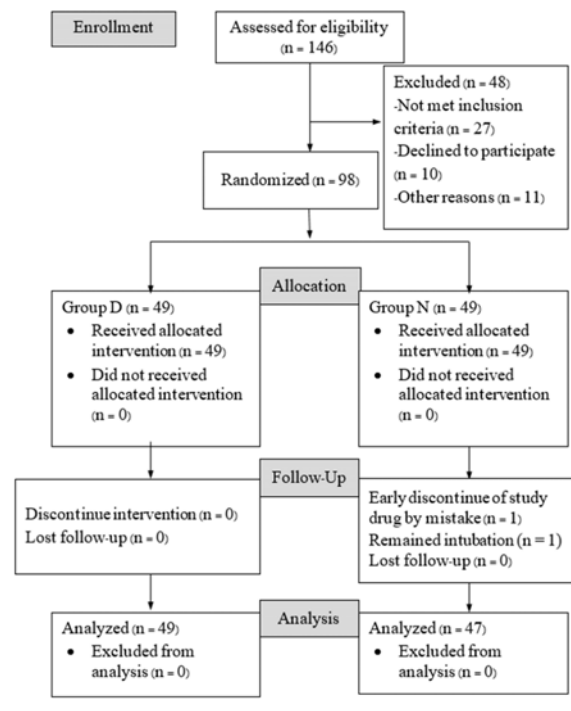 Enrollment
Assessed for eligibility
(n = 146)
Excluded (n = 48)
-Not met inclusion
criteria (n = 27)
-Declined to participate
(n = 10)
-Other reasons (n = 11)
Randomized (n = 98)
Allocation
Group D (n = 49)
• Received allocated
intervention (n = 49)
• Did not received
allocated intervention
(n = 0)
Group N (n = 49)
• Received allocated
intervention (n = 49)
• Did not received
allocated intervention
(n = 0)
Follow-Up
Discontinue intervention (n = 0)
Lost follow-up (n = 0)
Early discontinue of study
drug by mistake (n = 1)
Remained intubation (n = 1)
Lost follow-up (n = 0)
Analysis
Analyzed (n = 49)
• Excluded from
analysis (n = 0)
Analyzed (n = 47)
• Excluded from
analysis (n = 0)